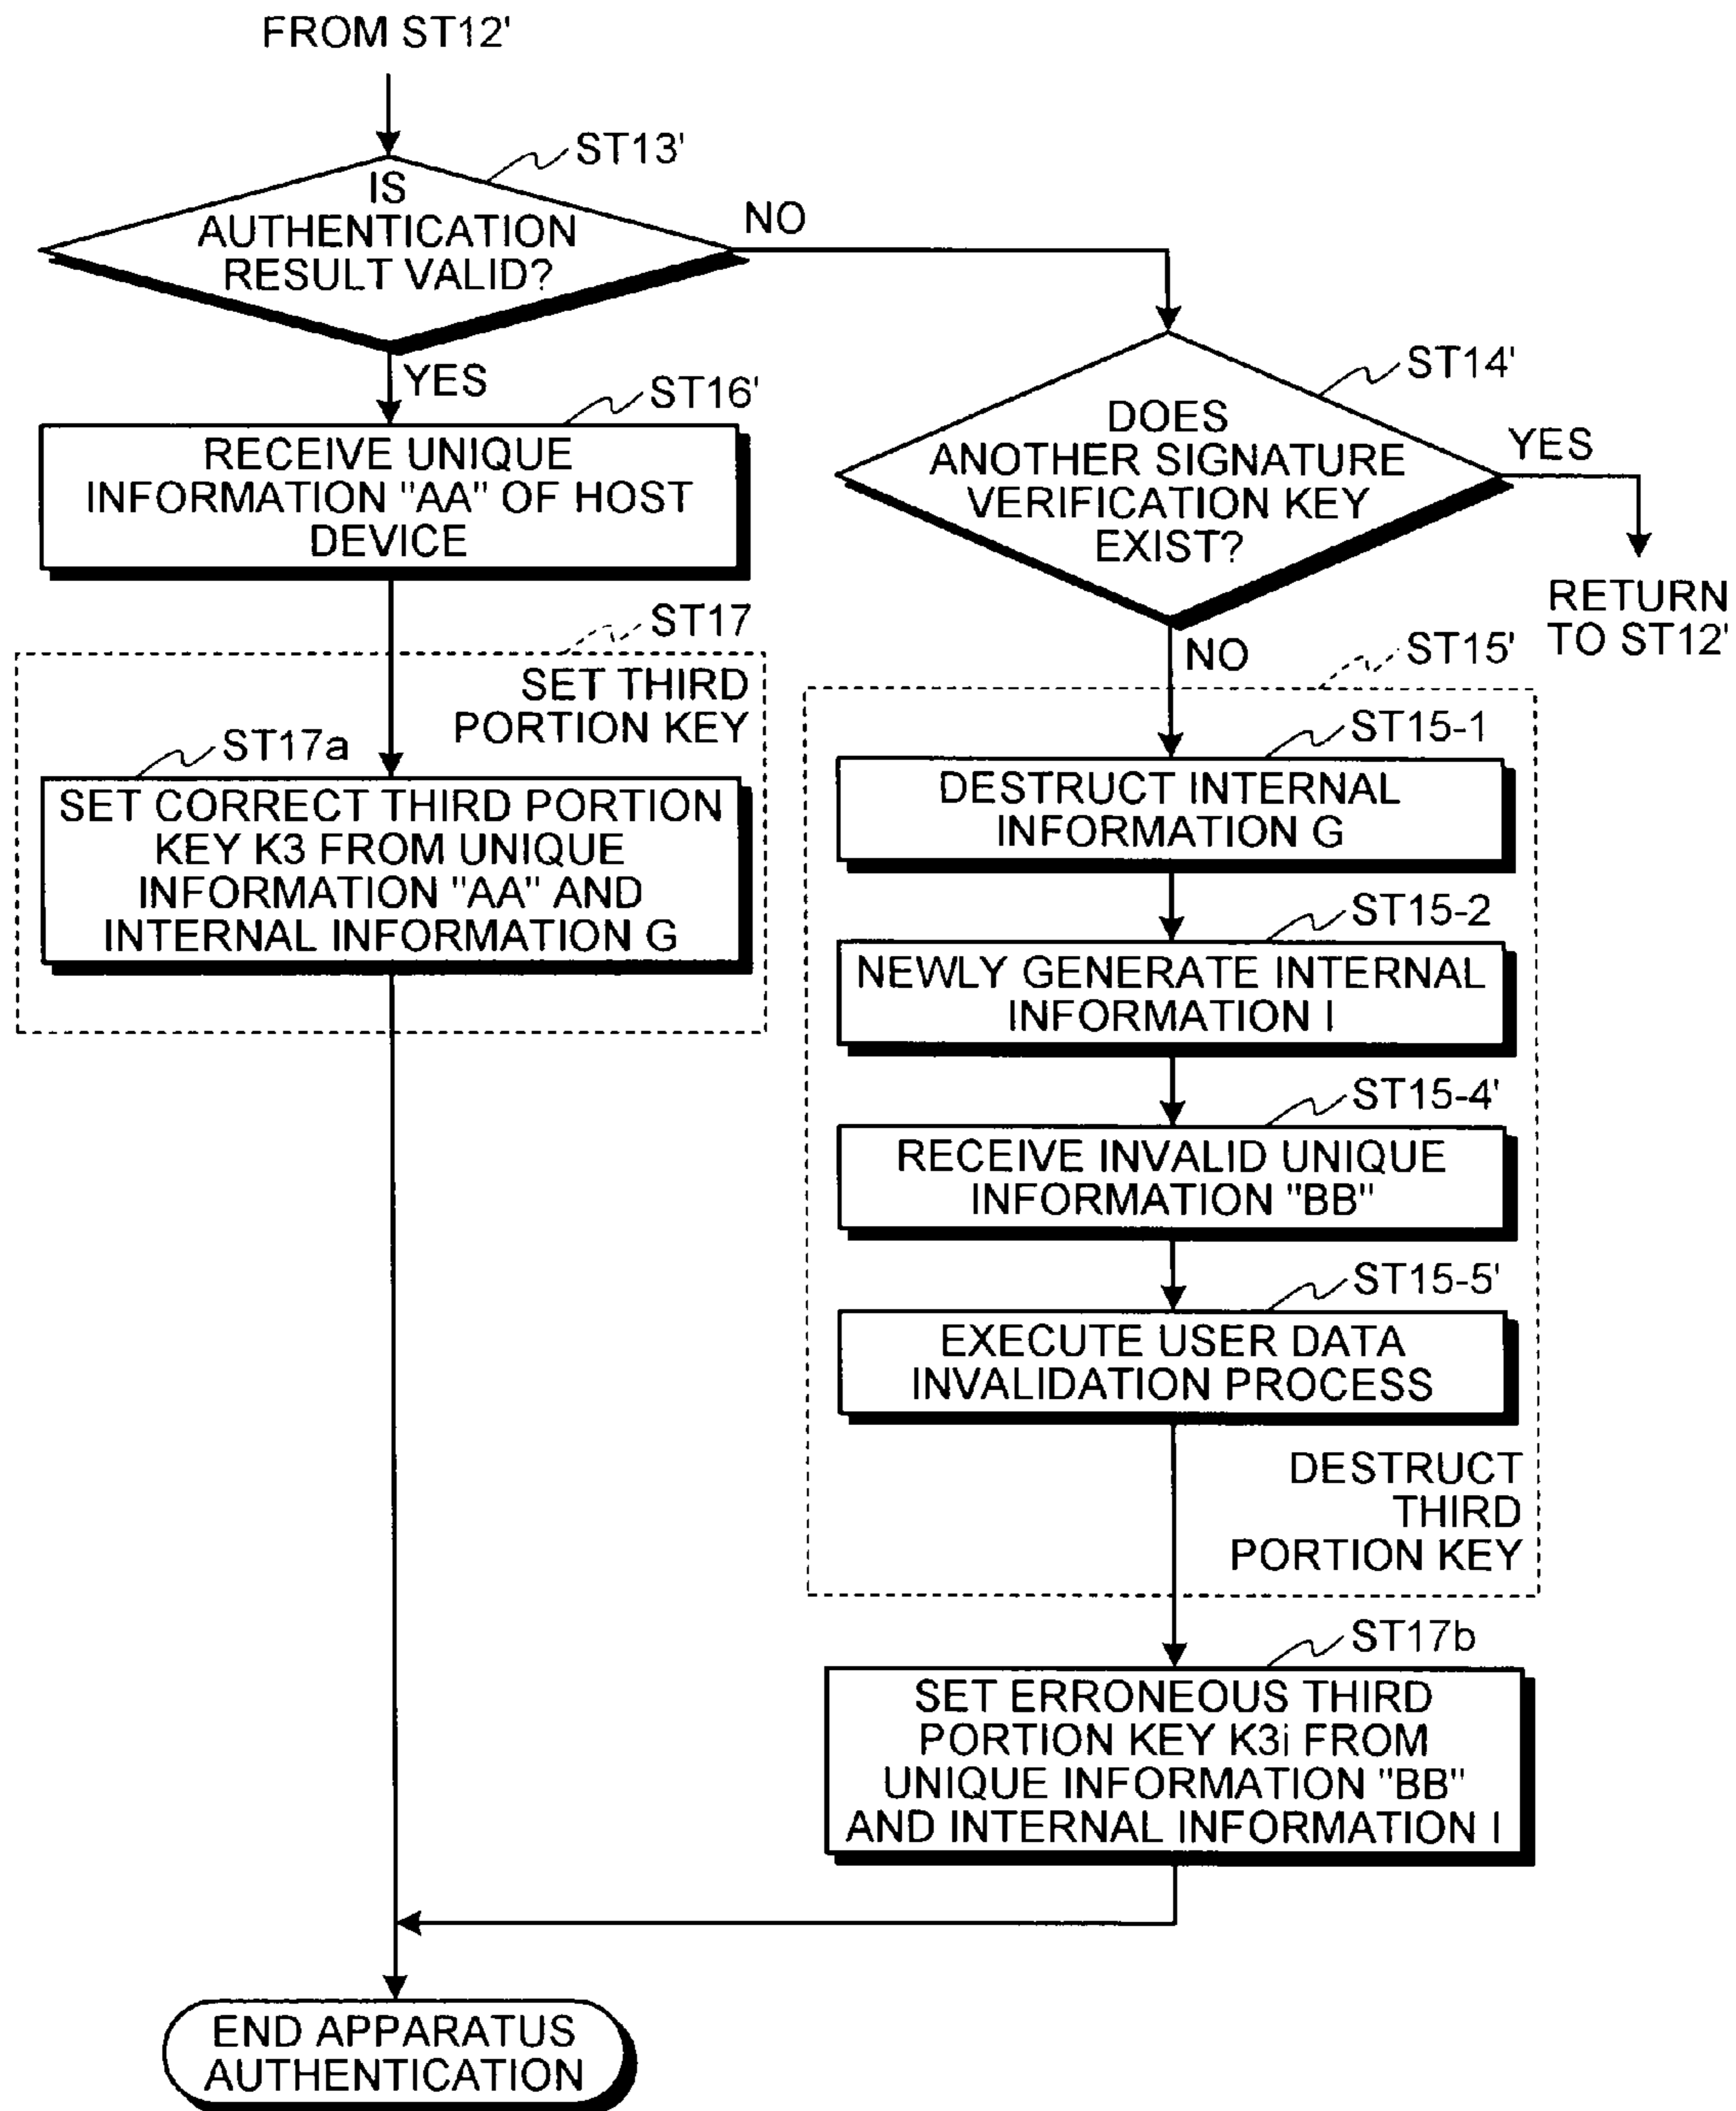 FROM ST12'
ST13'
IS
AUTHENTICATION
RESULT VALID?
NO
YES
ST16'
RECEIVE UNIQUE
INFORMATION "AA" OF HOST
DEVICE
ST17
SET THIRD
PORTION KEY
ST17a
SET CORRECT THIRD PORTION
KEY K3 FROM UNIQUE
INFORMATION "AA" AND
INTERNAL INFORMATION G
ST14'
DOES
ANOTHER SIGNATURE
VERIFICATION KEY
EXIST?
YES
RETURN
TO ST12'
NO
ST15'
ST15-1
DESTRUCT INTERNAL
INFORMATION G
ST15-2
NEWLY GENERATE INTERNAL
INFORMATION I
ST15-4'
RECEIVE INVALID UNIQUE
INFORMATION "BB"
ST15-5'
EXECUTE USER DATA
INVALIDATION PROCESS
DESTRUCT
THIRD
PORTION KEY
ST17b
SET ERRONEOUS THIRD
PORTION KEY K3i FROM
UNIQUE INFORMATION "BB"
AND INTERNAL INFORMATION I
END APPARATUS
AUTHENTICATION